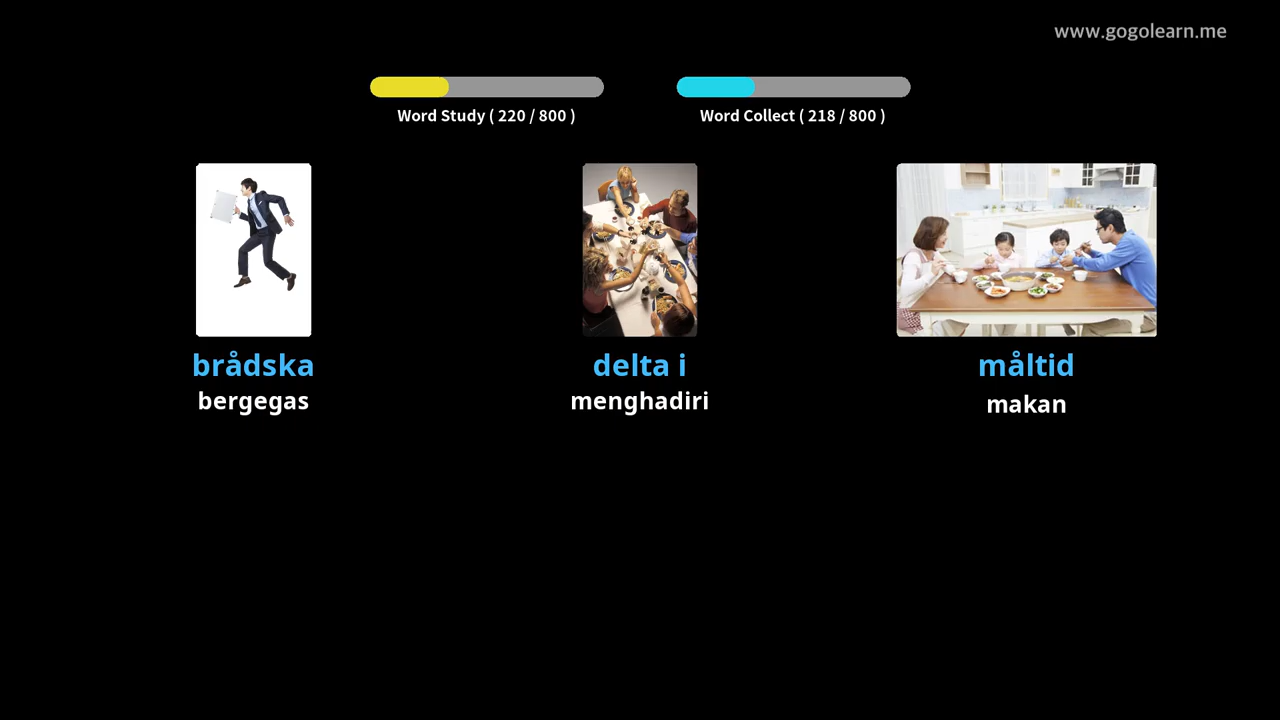 www.gogolearn.me
Word Study ( 220 / 800 )
Word Collect ( 218 / 800 )
brådska
delta i
måltid
bergegas
menghadiri
makan